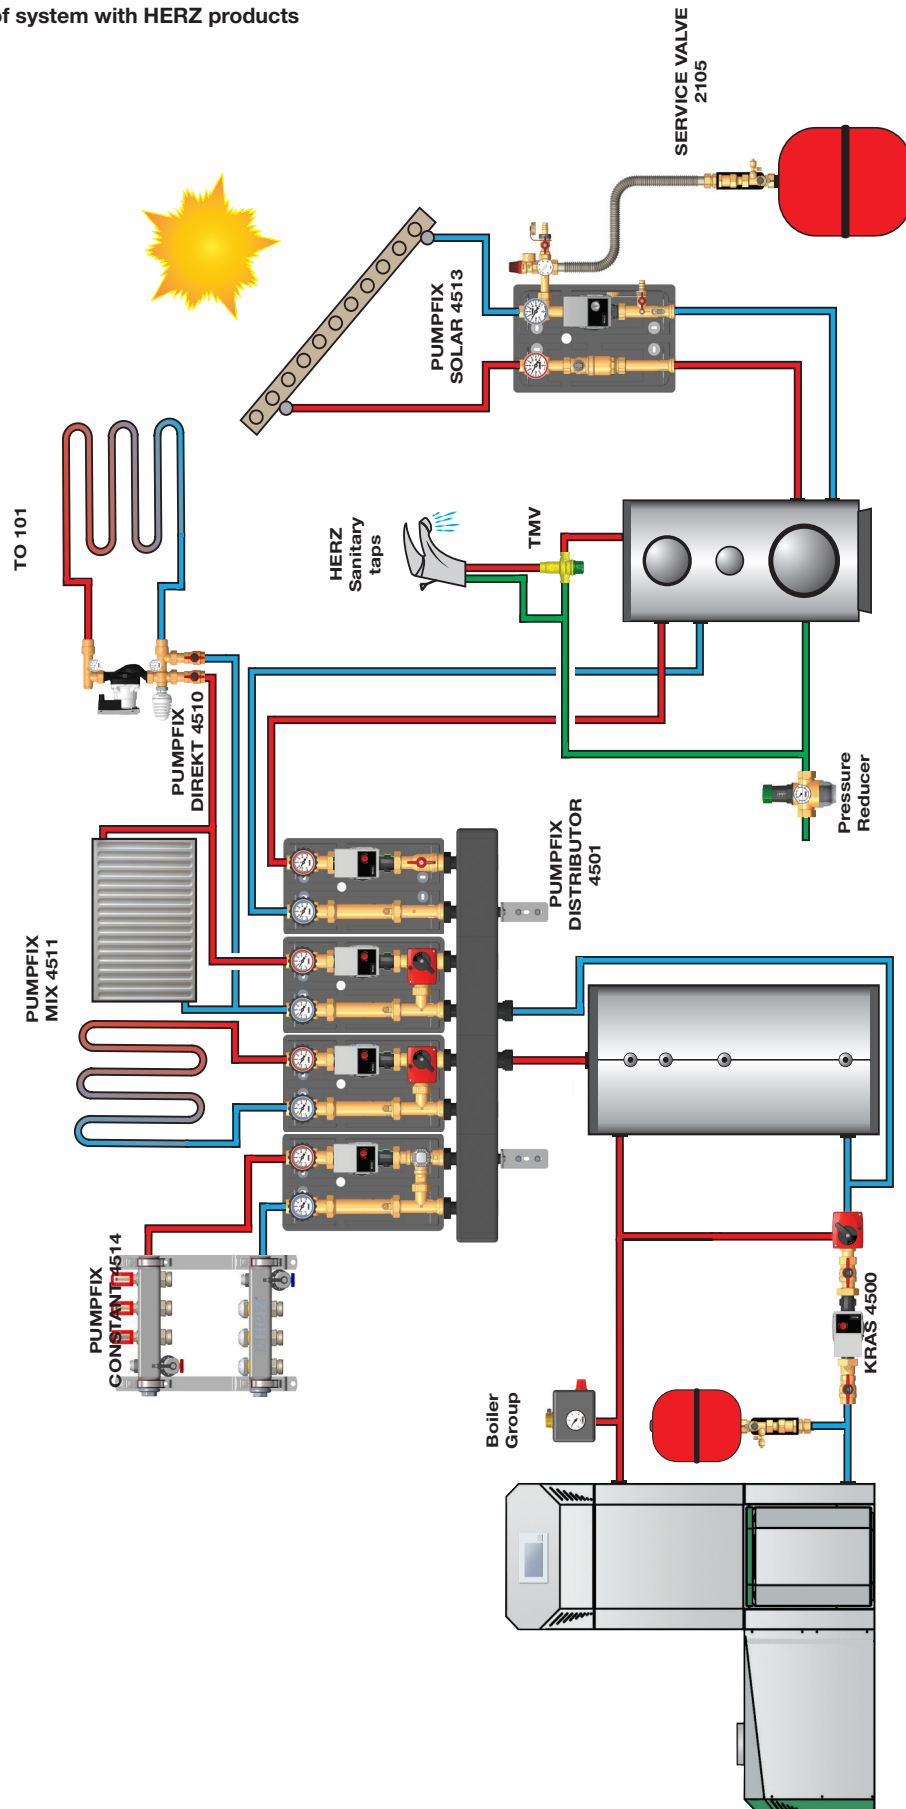 of system with HERZ products
SERVICE VALVE
2105
PUMPFIX
SOLAR 4513
TO 101
HERZ
Sanitary
taps
TMV
PUMPFIX
DIREKT 4510
Pressure
Reducer
PUMPFIX
DISTRIBUTOR
4501
PUMPFIX
MIX 4511
PUMPFIX
CONSTANT 4514
KRAS 4500
Boiler
Group